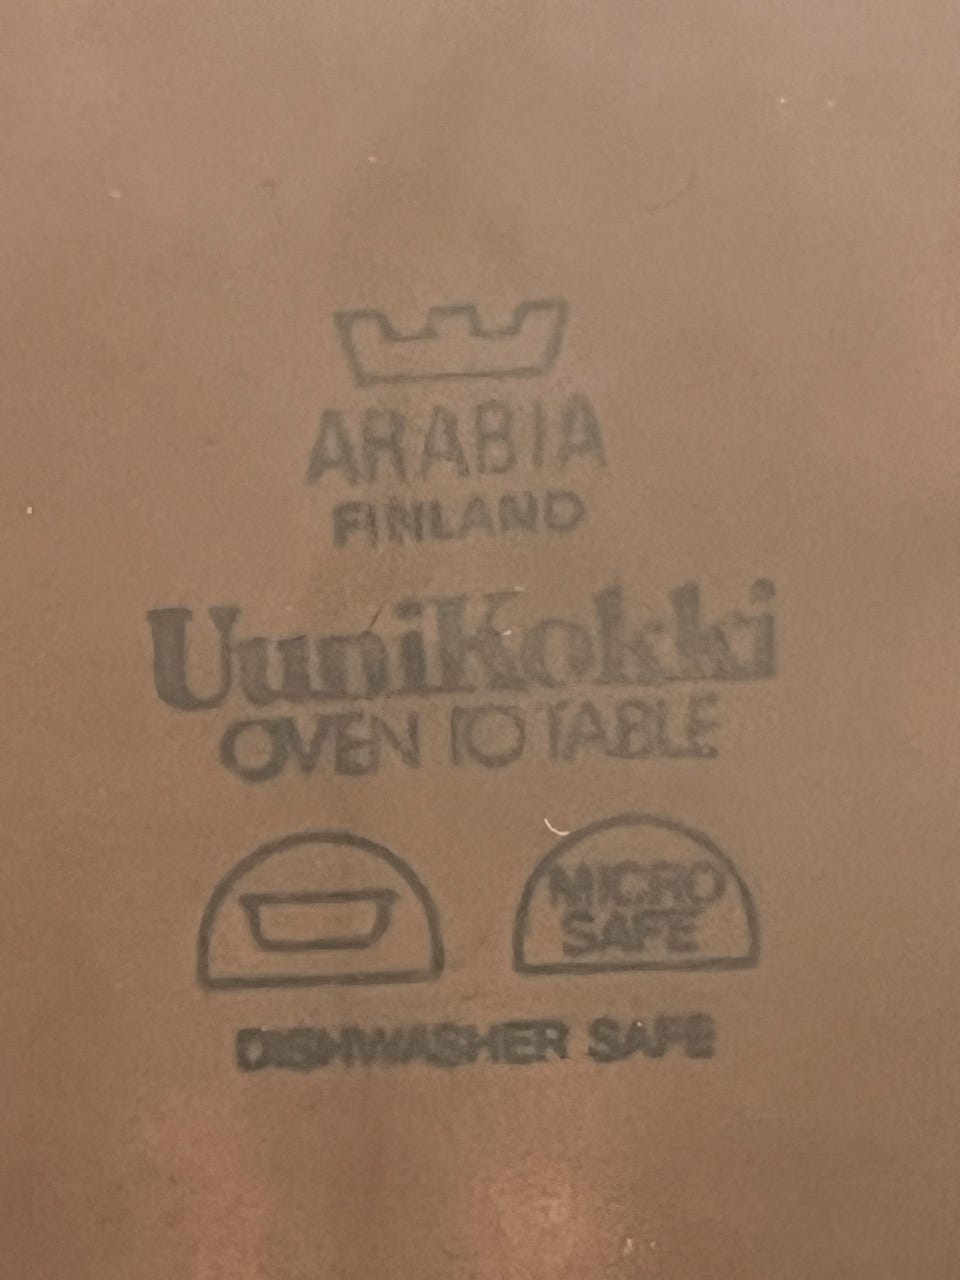 ARABIA
FINLAND
UuniKokki
OVEN TO TABLE
MICRO
SAFE
DISHWASHER SAFE